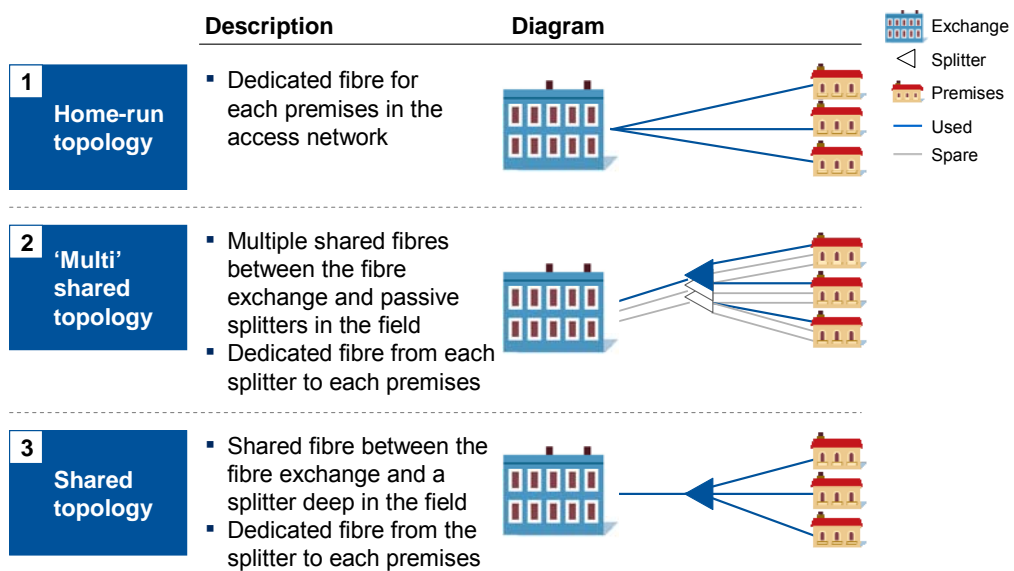 Description
Diagram
Exchange
Splitter
Premises
Used
Spare
1
Home-run
topology
▪ Dedicated fibre for
each premises in the
access network
2
‘Multi’
shared
topology
▪ Multiple shared fibres
between the fibre
exchange and passive
splitters in the field
▪ Dedicated fibre from each
splitter to each premises
3
Shared
topology
▪ Shared fibre between the
fibre exchange and a
splitter deep in the field
▪ Dedicated fibre from the
splitter to each premises